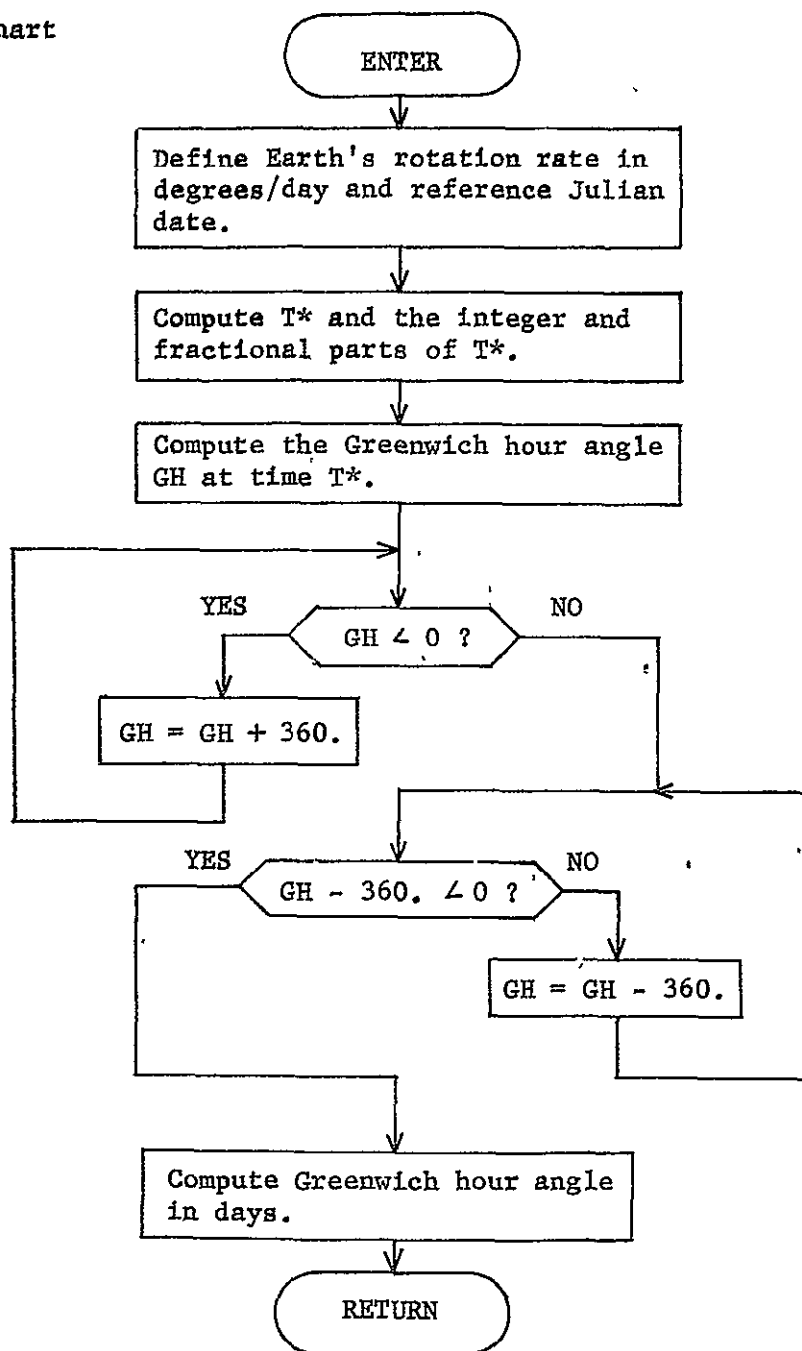 ENTER
Define Earth's rotation rate in
degrees/day and reference Julian
date.
Compute T* and the integer and
fractional parts of T*.
Compute the Greenwich hour angle
GH at time T*.
YES
NO
GH ∠ 0 ?
GH = GH + 360.
YES
NO
GH - 360. ∠ 0 ?
GH = GH - 360.
Compute Greenwich hour angle
in days.
RETURN